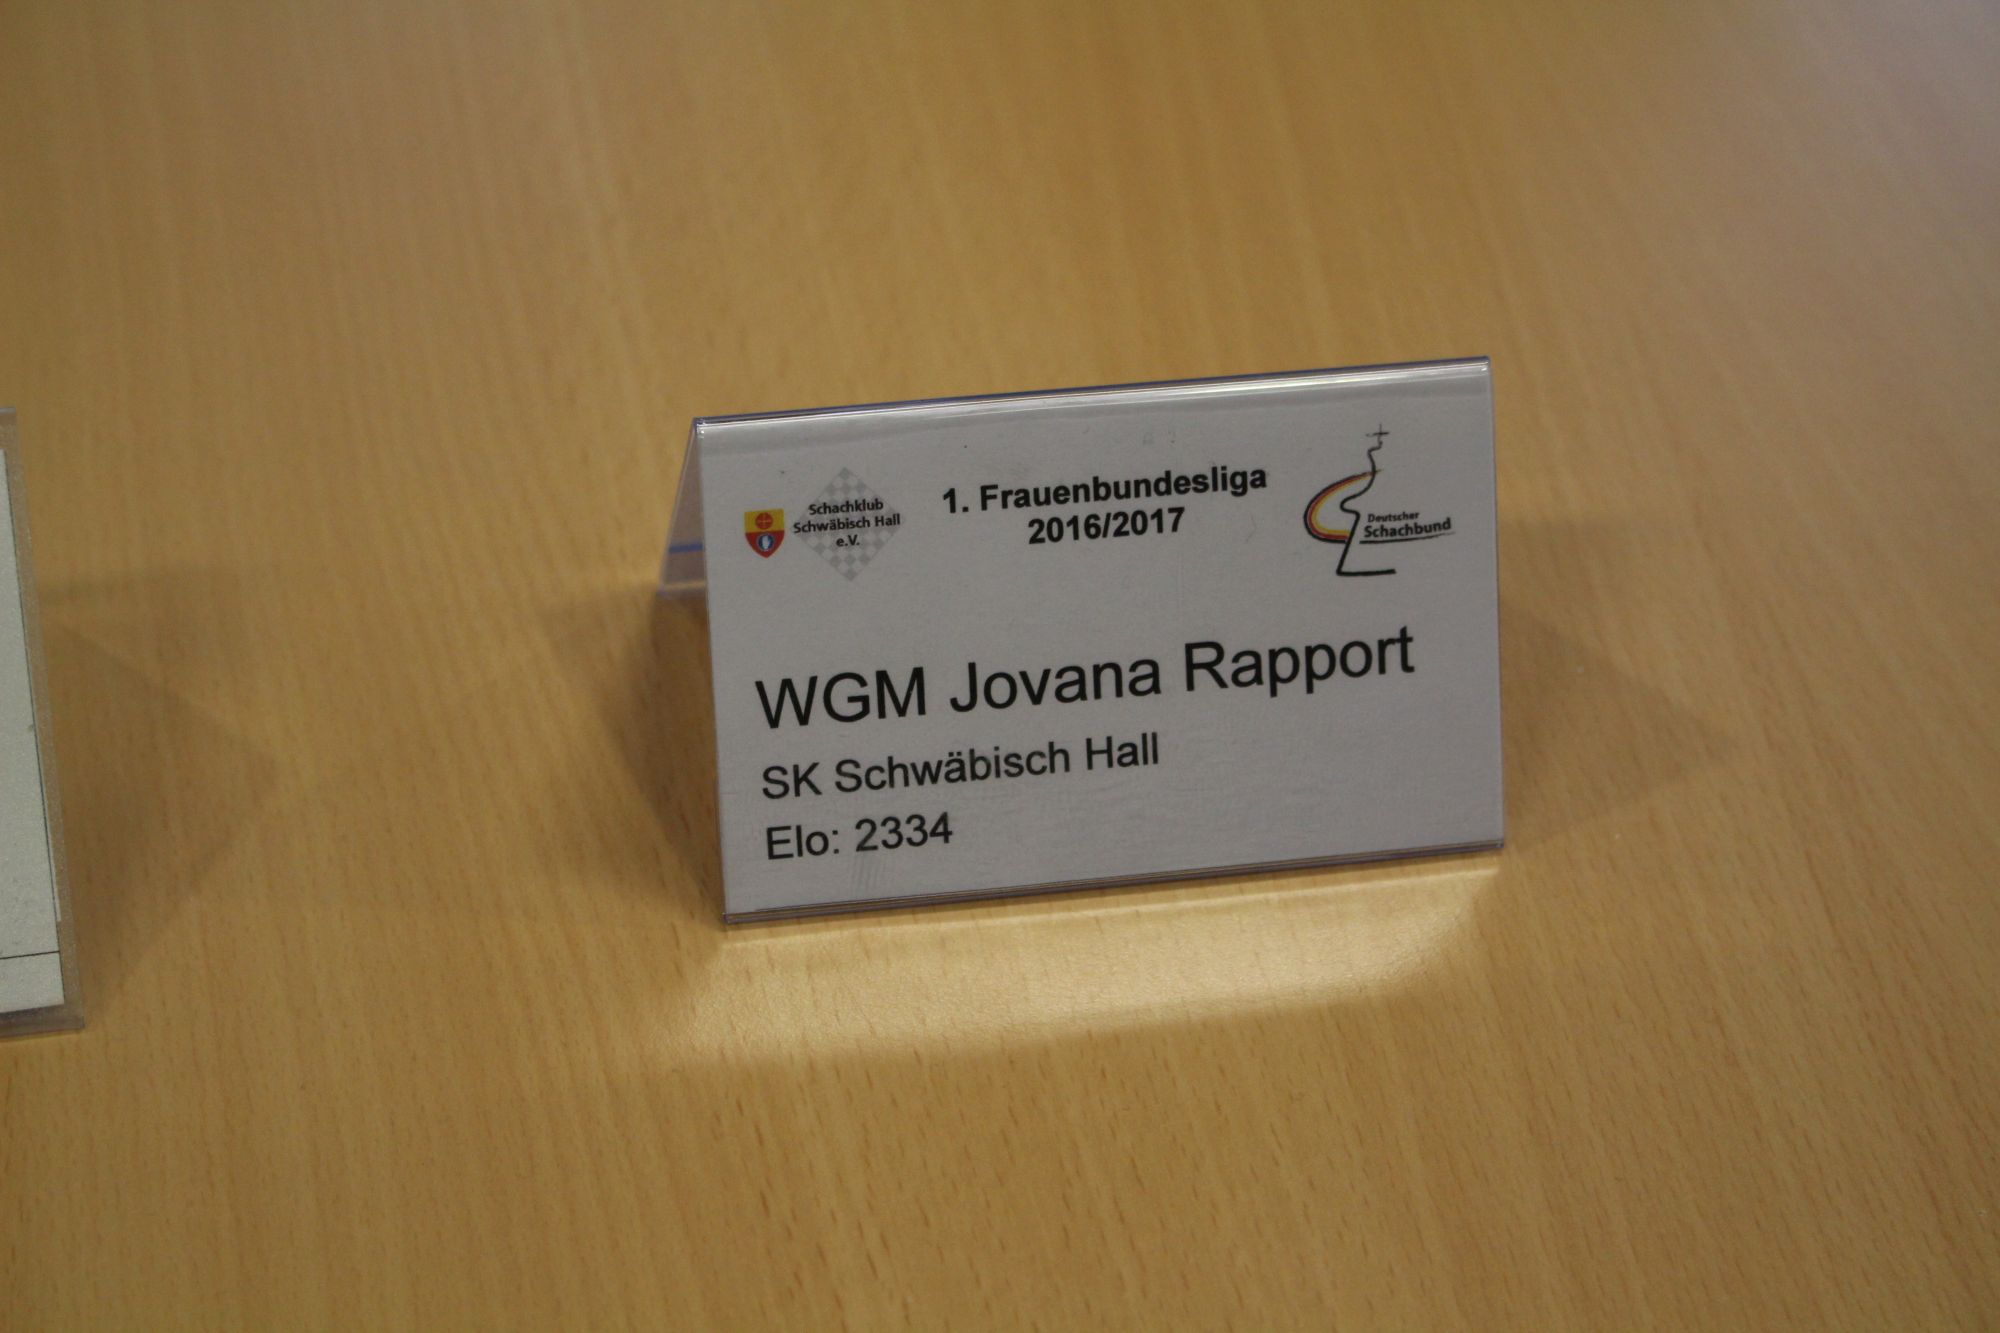 Schachklub
Schwäbisch Hall
e.V.
1. Frauenbundesliga
2016/2017
Deutscher
Schachbund
WGM Jovana Rapport
SK Schwäbisch Hall
Elo: 2334